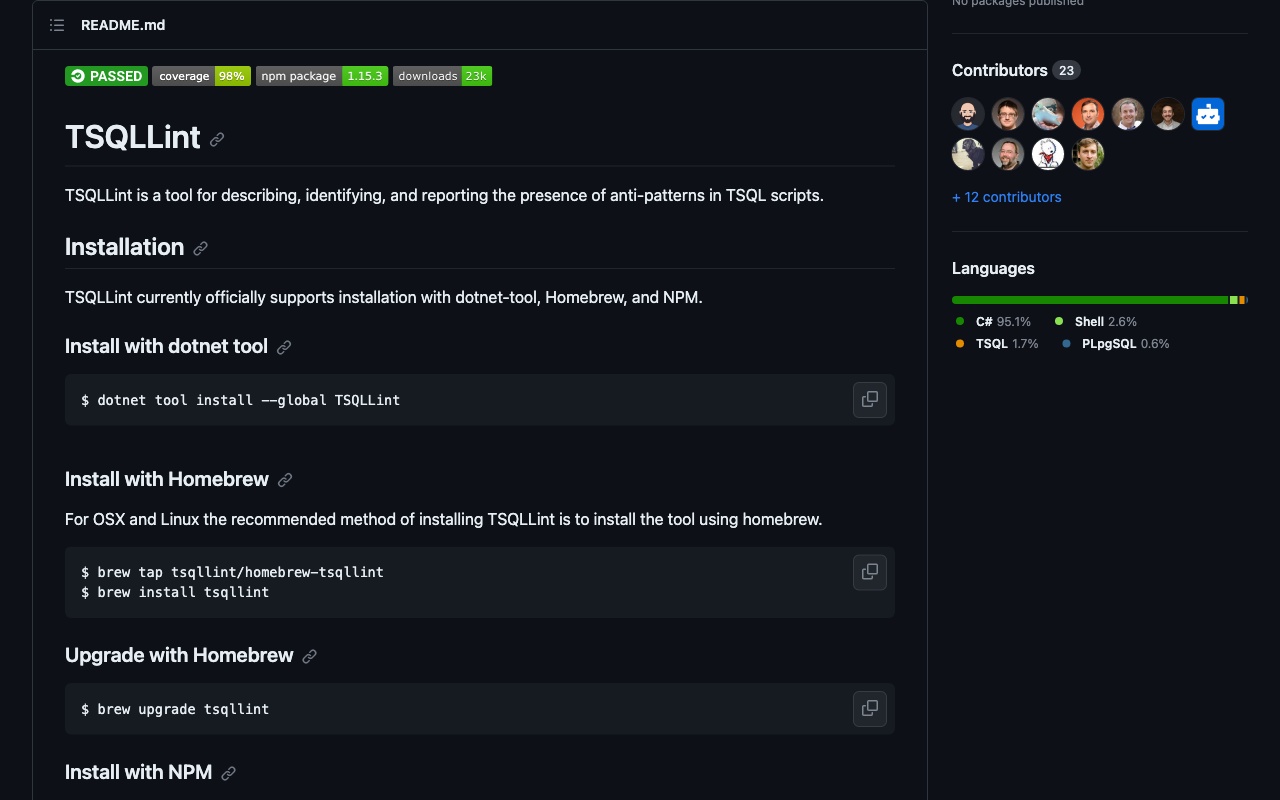 README.md
PASSED
coverage 98%
npm package 1.15.3
downloads 23k
TSQLLint
TSQLLint is a tool for describing, identifying, and reporting the presence of anti-patterns in TSQL scripts.
Installation
TSQLLint currently officially supports installation with dotnet-tool, Homebrew, and NPM.
Install with dotnet tool
$ dotnet tool install --global TSQLLint
Install with Homebrew
For OSX and Linux the recommended method of installing TSQLLint is to install the tool using homebrew.
$ brew tap tsqllint/homebrew-tsqllint
$ brew install tsqllint
Upgrade with Homebrew
$ brew upgrade tsqllint
Install with NPM
No packages published
Contributors 23
+ 12 contributors
Languages
C# 95.1%
Shell 2.6%
TSQL 1.7%
PLpgSQL 0.6%